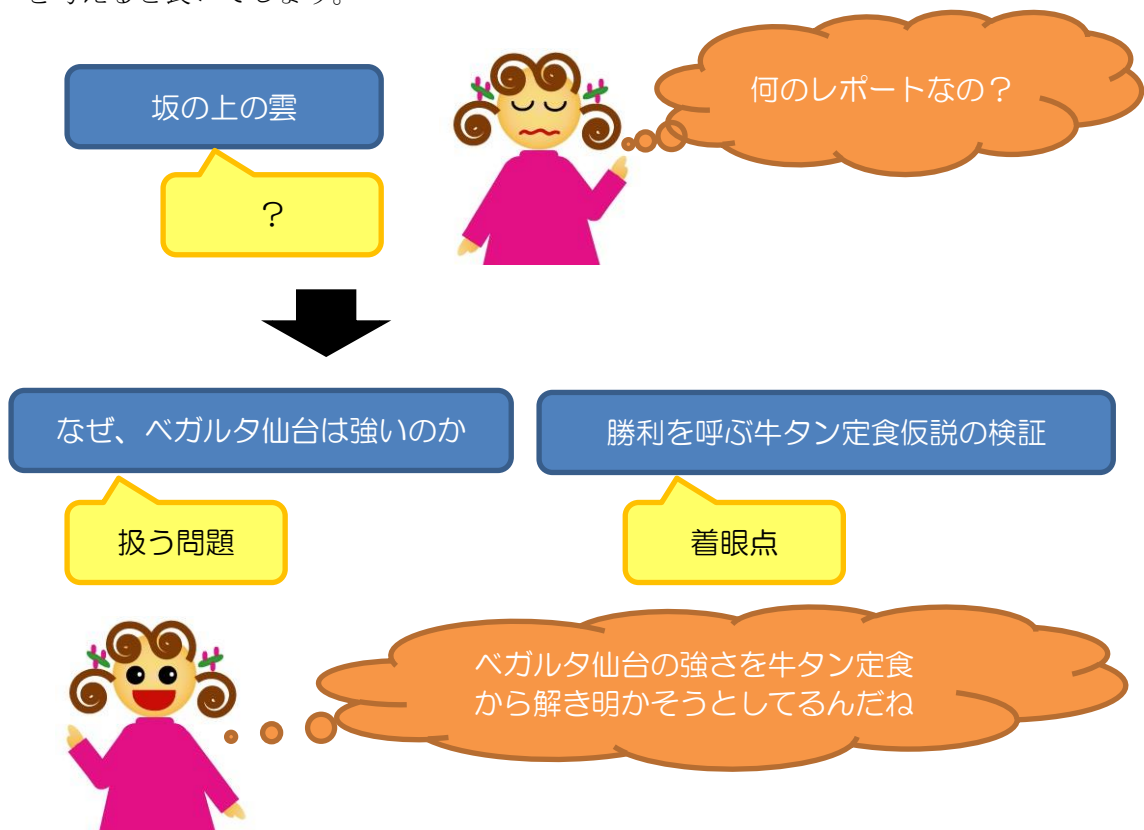 坂の上の雲
何のレポートなの？
？
なぜ、ベガルタ仙台は強いのか
勝利を呼ぶ牛タン定食仮説の検証
扱う問題
着眼点
ベガルタ仙台の強さを牛タン定食
から解き明かそうとしてるんだね